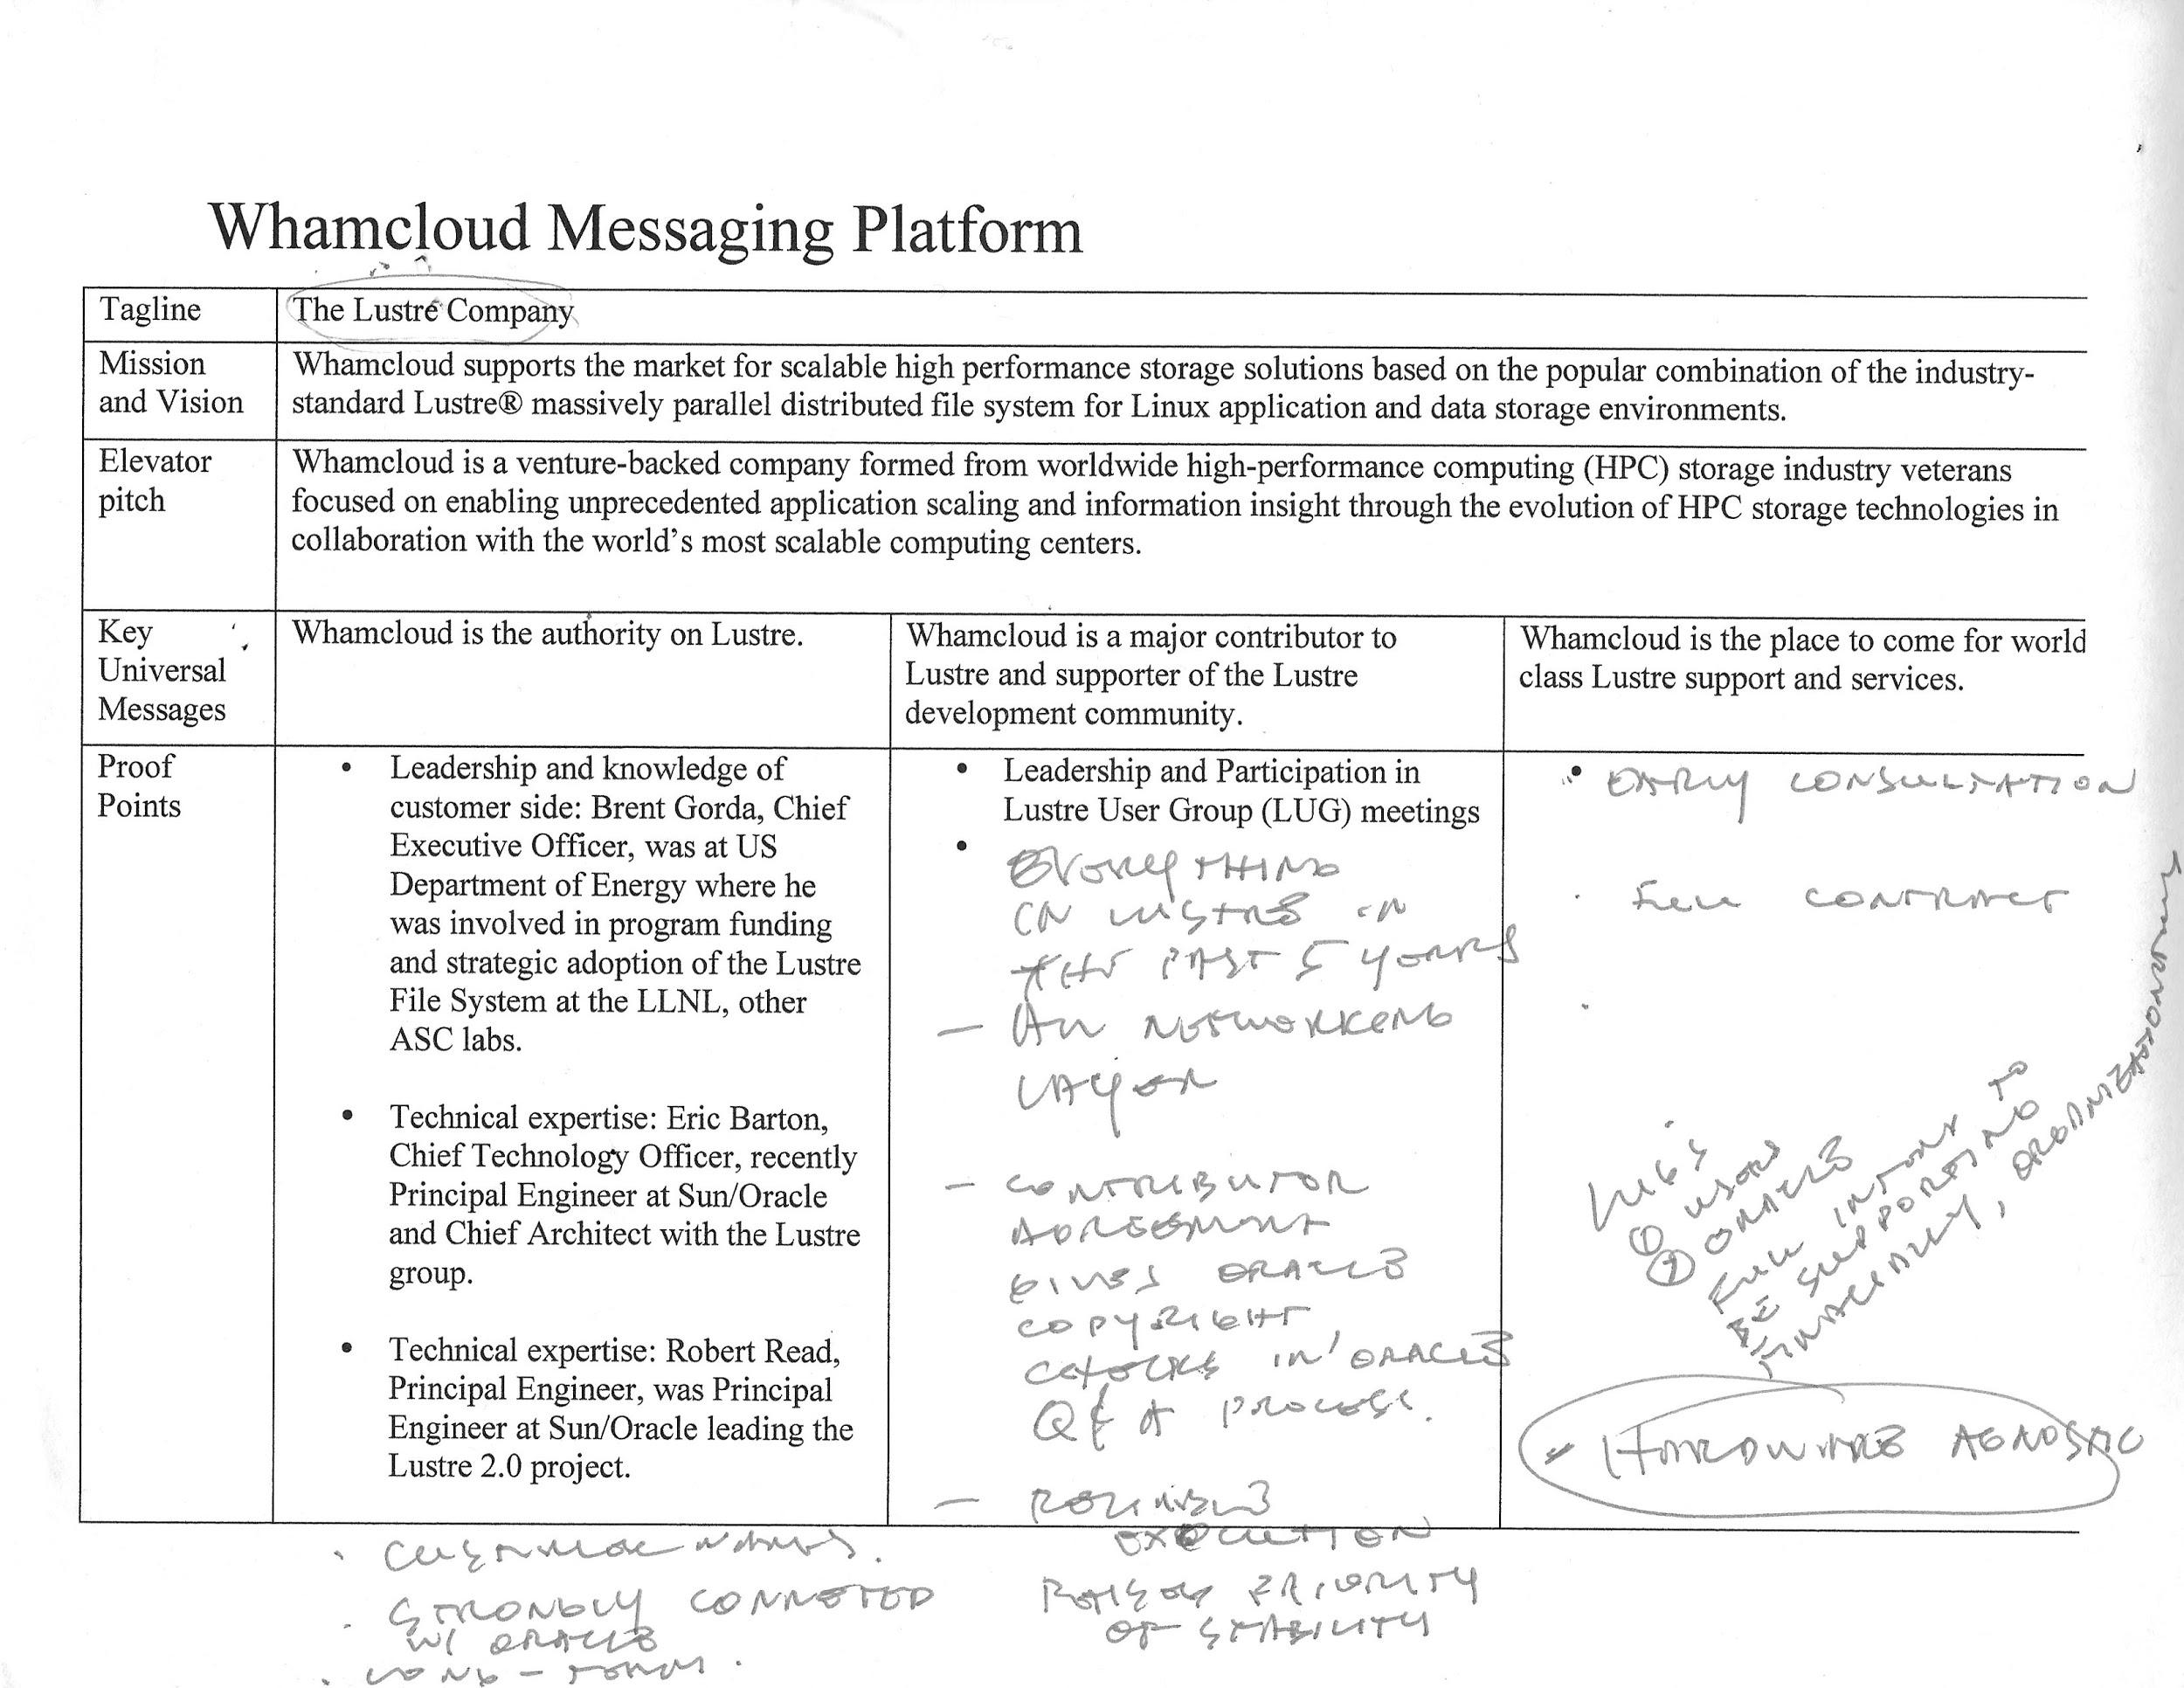 Whamcloud Messaging Platform
Tagline
The Lustre Company
Mission
and Vision
Whamcloud supports the market for scalable high performance storage solutions based on the popular combination of the industry-
standard Lustre® massively parallel distributed file system for Linux application and data storage environments.
Elevator
pitch
Whamcloud is a venture-backed company formed from worldwide high-performance computing (HPC) storage industry veterans
focused on enabling unprecedented application scaling and information insight through the evolution of HPC storage technologies in
collaboration with the world's most scalable computing centers.
Key
Universal
Messages
Whamcloud is the authority on Lustre.
Whamcloud is a major contributor to
Lustre and supporter of the Lustre
development community.
Whamcloud is the place to come for world
class Lustre support and services.
Proof
Points
• Leadership and knowledge of
customer side: Brent Gorda, Chief
Executive Officer, was at US
Department of Energy where he
was involved in program funding
and strategic adoption of the Lustre
File System at the LLNL, other
ASC labs.
• Technical expertise: Eric Barton,
Chief Technology Officer, recently
Principal Engineer at Sun/Oracle
and Chief Architect with the Lustre
group.
• Technical expertise: Robert Read,
Principal Engineer, was Principal
Engineer at Sun/Oracle leading the
Lustre 2.0 project.
• STRONGLY CONNETED
W/ ORACLE
• LONG - TERM.
• Leadership and Participation in
Lustre User Group (LUG) meetings
• EVERYTHING
ON LUSTRE IN
THE PAST 5 YEARS
— ALL NETWORKING
LAYER
— CONTRIBUTOR
AGREEMENT
GIVES ORACLE
COPYRIGHT,
CHECKS IN ORACLE
PROCESS.
—
EXECUTION
PRIORITY
OF STABILITY
• EARLY CONSULTATION
• FULL CONTRACT
•
① USERS
② ORACLE
FULL INTENT TO
BE SUPPORTING
FINACIALLY, ORGANIZATIONALLY
HARDWARE AGNOSTIC